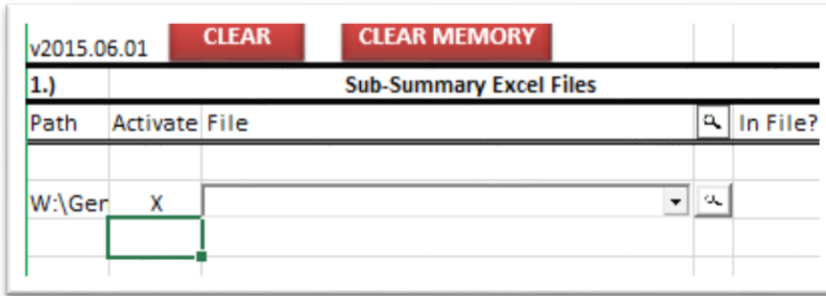 v2015.06.01 CLEAR CLEAR MEMORY
1.) Sub-Summary Excel Files
Path Activate File In File?
W:\Ger X